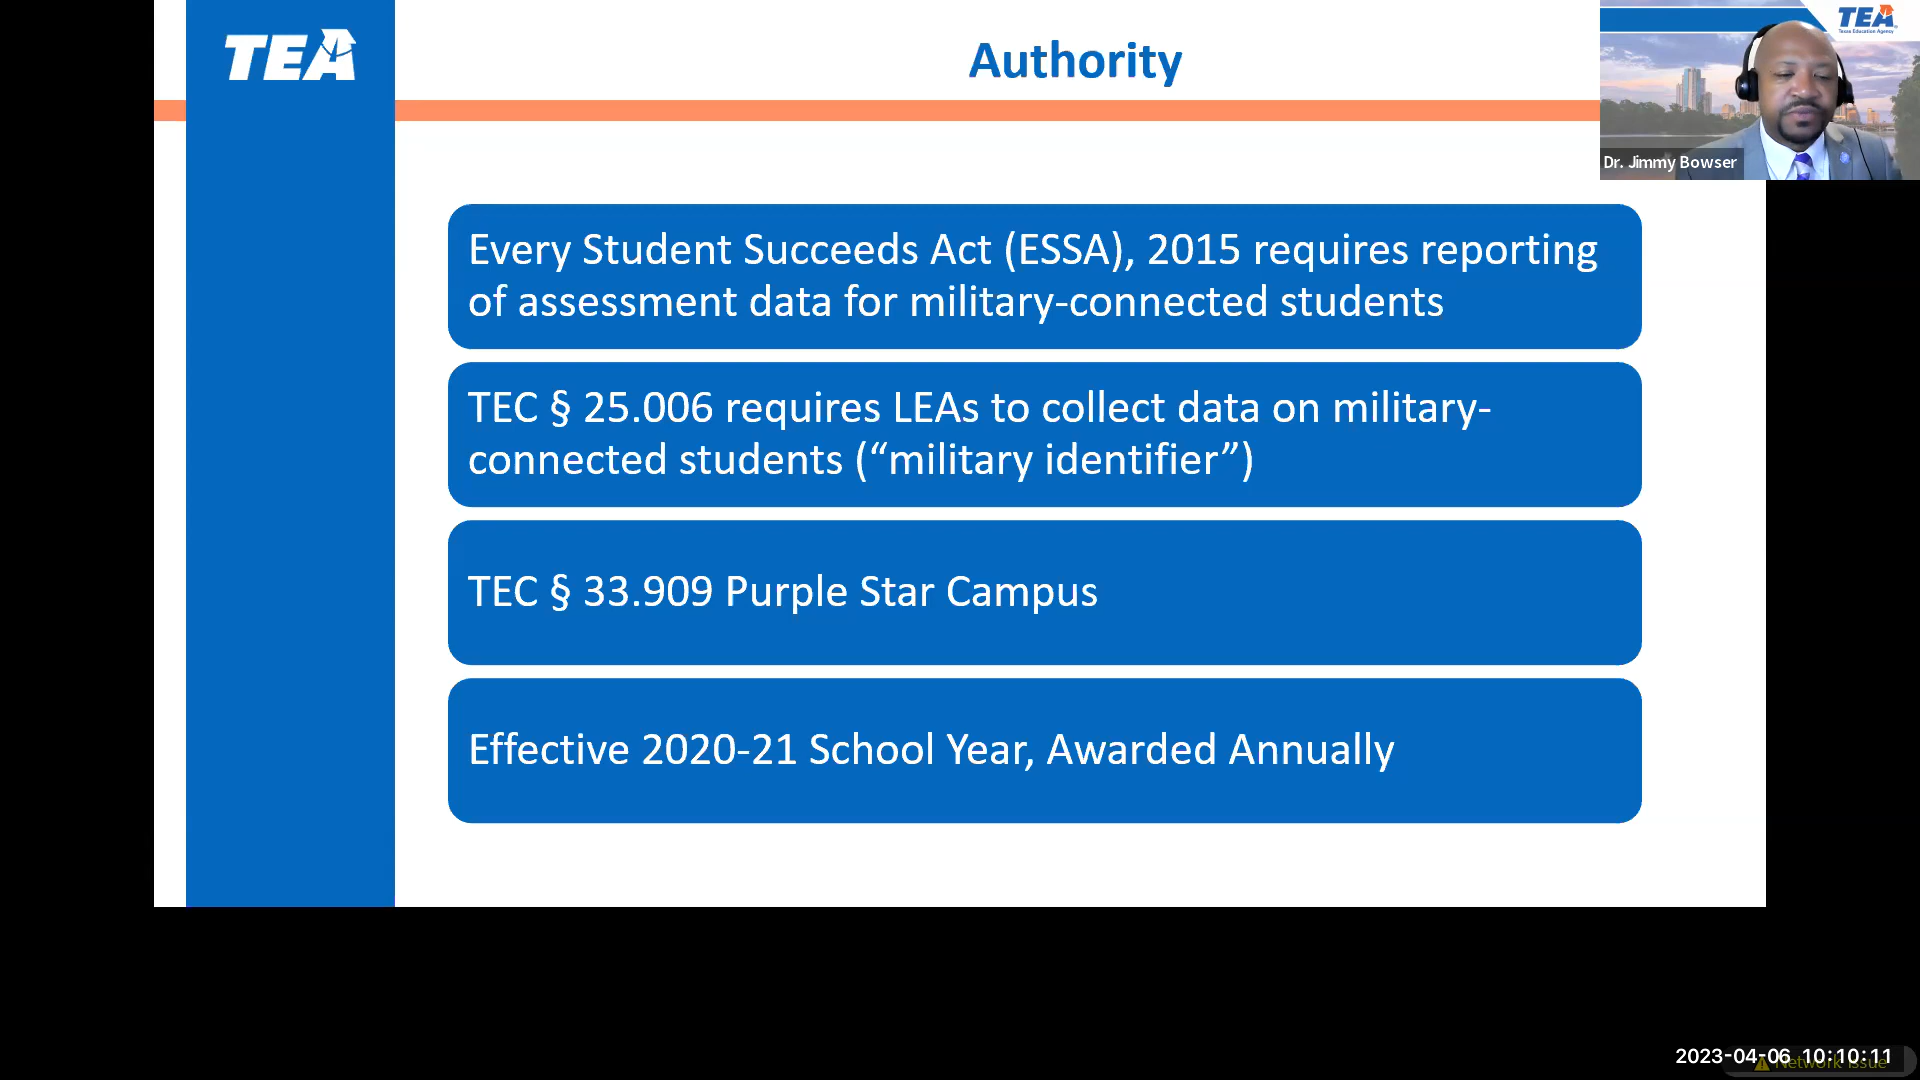 TEA
Authority
TEA
Texas Education Agency
Dr. Jimmy Bowser
Every Student Succeeds Act (ESSA), 2015 requires reporting
of assessment data for military-connected students
TEC § 25.006 requires LEAs to collect data on military-
connected students (“military identifier”)
TEC § 33.909 Purple Star Campus
Effective 2020-21 School Year, Awarded Annually
2023-04-06 10:10:11
Network Issue